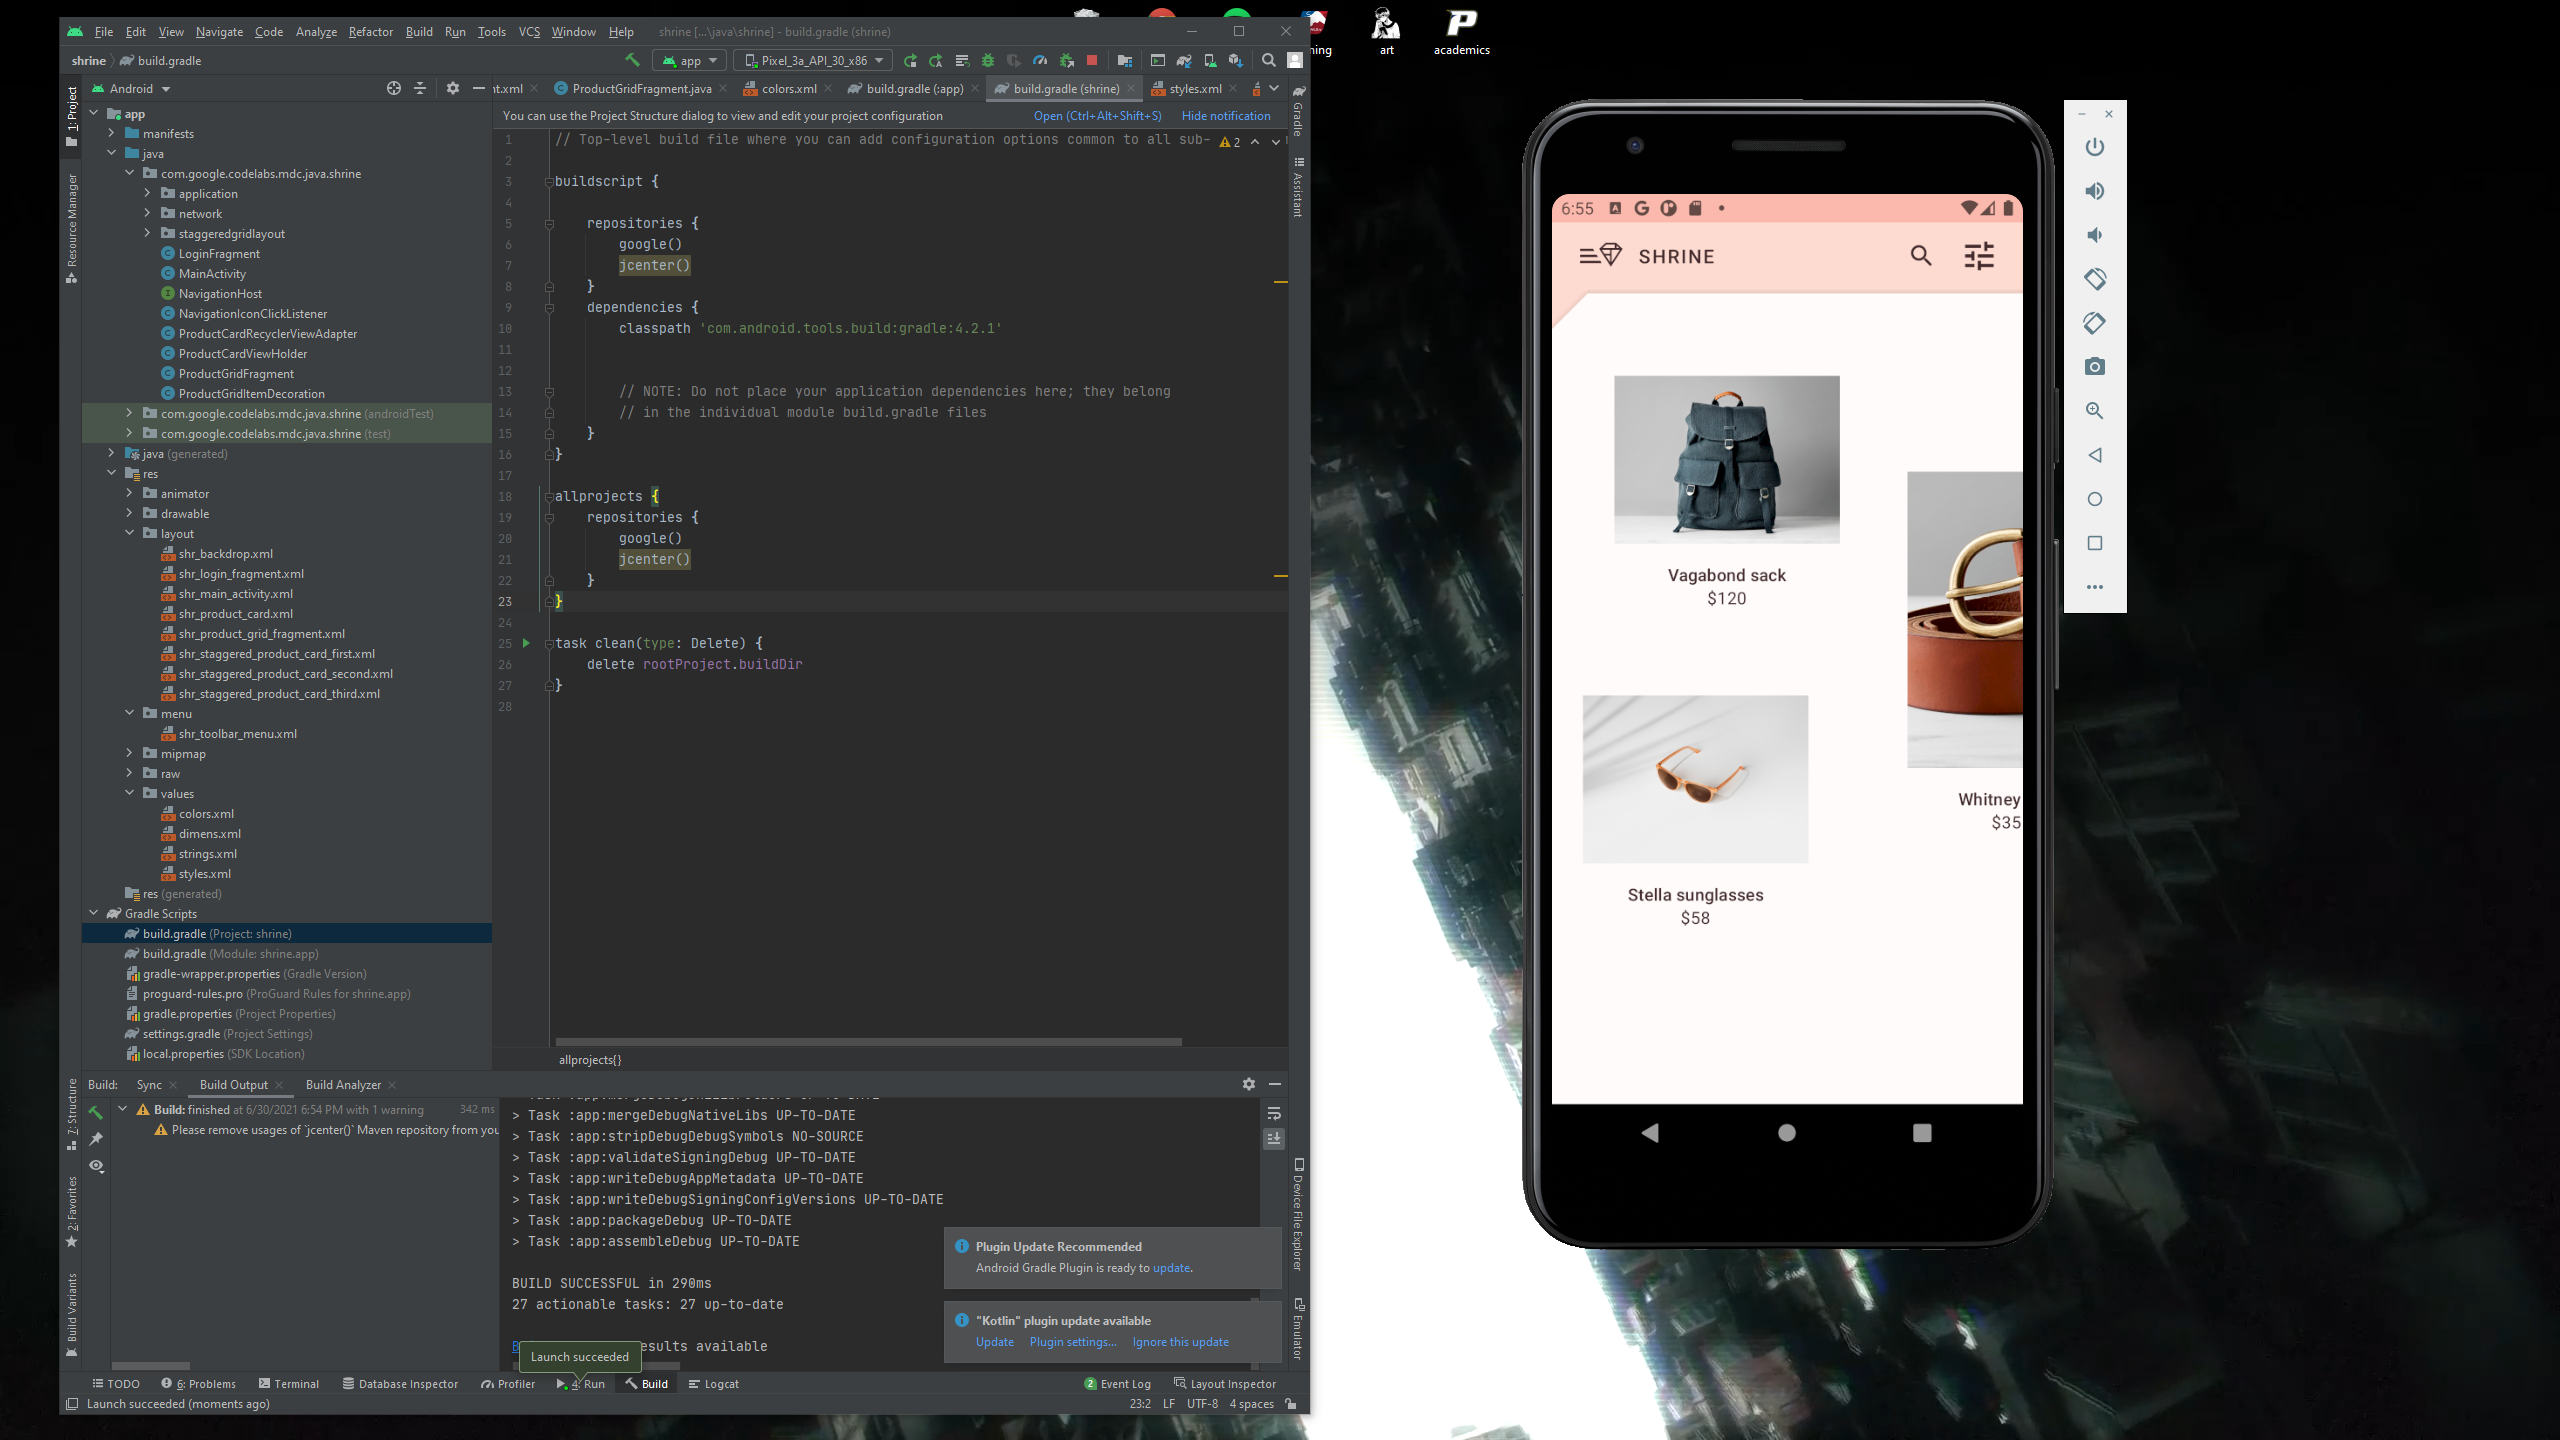 File Edit View Navigate Code Analyze Refactor Build Run Tools VCS Window Help shrine [...\java\shrine] - build.gradle (shrine)
shrine build.gradle
app Pixel_3a_API_30_x86
Android
nt.xml ProductGridFragment.java colors.xml build.gradle (:app) build.gradle (shrine) styles.xml
You can use the Project Structure dialog to view and edit your project configuration Open (Ctrl+Alt+Shift+S) Hide notification
1: Project
Resource Manager
7: Structure
2: Favorites
Build Variants
app
manifests
java
com.google.codelabs.mdc.java.shrine
application
network
staggeredgridlayout
LoginFragment
MainActivity
NavigationHost
NavigationIconClickListener
ProductCardRecyclerViewAdapter
ProductCardViewHolder
ProductGridFragment
ProductGridItemDecoration
com.google.codelabs.mdc.java.shrine (androidTest)
com.google.codelabs.mdc.java.shrine (test)
java (generated)
res
animator
drawable
layout
shr_backdrop.xml
shr_login_fragment.xml
shr_main_activity.xml
shr_product_card.xml
shr_product_grid_fragment.xml
shr_staggered_product_card_first.xml
shr_staggered_product_card_second.xml
shr_staggered_product_card_third.xml
menu
shr_toolbar_menu.xml
mipmap
raw
values
colors.xml
dimens.xml
strings.xml
styles.xml
res (generated)
Gradle Scripts
build.gradle (Project: shrine)
build.gradle (Module: shrine.app)
gradle-wrapper.properties (Gradle Version)
proguard-rules.pro (ProGuard Rules for shrine.app)
gradle.properties (Project Properties)
settings.gradle (Project Settings)
local.properties (SDK Location)
1 // Top-level build file where you can add configuration options common to all sub- 2
2
3 buildscript {
4
5 repositories {
6 google()
7 jcenter()
8 }
9 dependencies {
10 classpath 'com.android.tools.build:gradle:4.2.1'
11
12
13 // NOTE: Do not place your application dependencies here; they belong
14 // in the individual module build.gradle files
15 }
16 }
17
18 allprojects {
19 repositories {
20 google()
21 jcenter()
22 }
23 }
24
25 task clean(type: Delete) {
26 delete rootProject.buildDir
27 }
28
allprojects{}
Gradle
Assistant
Device File Explorer
Emulator
Build: Sync Build Output Build Analyzer
Build: finished at 6/30/2021 6:54 PM with 1 warning 342 ms
Please remove usages of `jcenter()` Maven repository from you
> Task :app:mergeDebugNativeLibs UP-TO-DATE
> Task :app:stripDebugDebugSymbols NO-SOURCE
> Task :app:validateSigningDebug UP-TO-DATE
> Task :app:writeDebugAppMetadata UP-TO-DATE
> Task :app:writeDebugSigningConfigVersions UP-TO-DATE
> Task :app:packageDebug UP-TO-DATE
> Task :app:assembleDebug UP-TO-DATE
BUILD SUCCESSFUL in 290ms
27 actionable tasks: 27 up-to-date
B esults available
Launch succeeded
Plugin Update Recommended
Android Gradle Plugin is ready to update.
"Kotlin" plugin update available
Update Plugin settings... Ignore this update
TODO 6: Problems Terminal Database Inspector Profiler 4: Run Build Logcat 2 Event Log Layout Inspector
Launch succeeded (moments ago) 23:2 LF UTF-8 4 spaces
ning art academics
6:55
SHRINE
Vagabond sack
$120
Whitney
$35
Stella sunglasses
$58